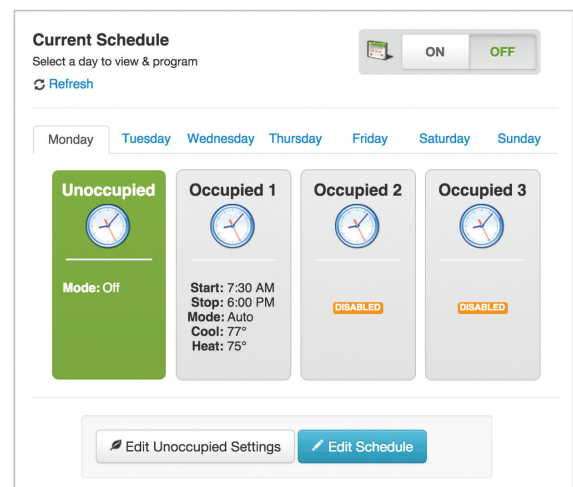 Current Schedule
Select a day to view & program
Refresh
ON OFF
Monday Tuesday Wednesday Thursday Friday Saturday Sunday
Unoccupied
Mode: Off
Occupied 1
Start: 7:30 AM
Stop: 6:00 PM
Mode: Auto
Cool: 77°
Heat: 75°
Occupied 2
DISABLED
Occupied 3
DISABLED
Edit Unoccupied Settings
Edit Schedule